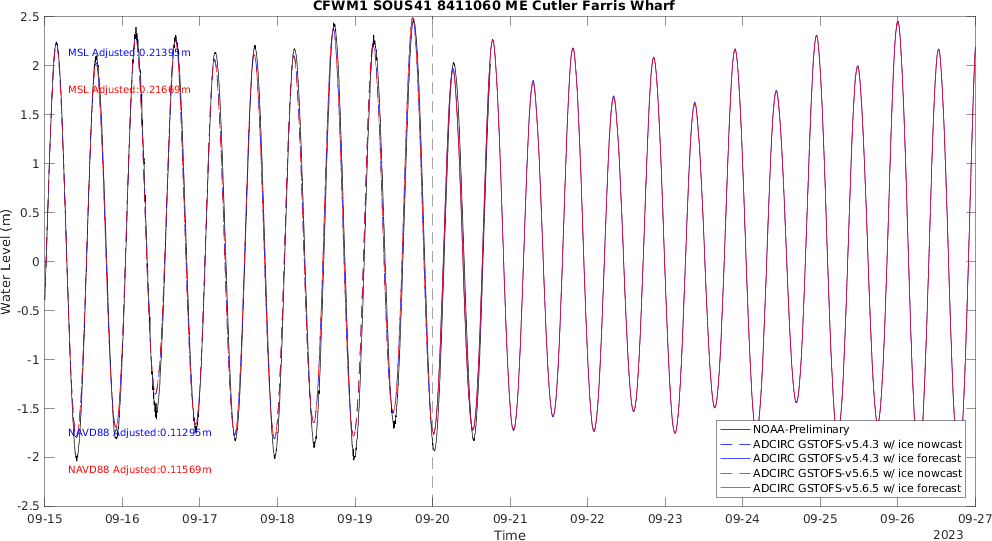 CFWM1 SOUS41 8411060 ME Cutler Farris Wharf
Water Level (m)
2.5
2
1.5
1
0.5
0
-0.5
-1
-1.5
-2
-2.5
MSL Adjusted:0.21395m
MSL Adjusted:0.21669m
NAVD88 Adjusted:0.11295m
NAVD88 Adjusted:0.11569m
NOAA-Preliminary
ADCIRC GSTOFS-v5.4.3 w/ ice nowcast
ADCIRC GSTOFS-v5.4.3 w/ ice forecast
ADCIRC GSTOFS-v5.6.5 w/ ice nowcast
ADCIRC GSTOFS-v5.6.5 w/ ice forecast
09-15 09-16 09-17 09-18 09-19 09-20 09-21 09-22 09-23 09-24 09-25 09-26 09-27
Time
2023